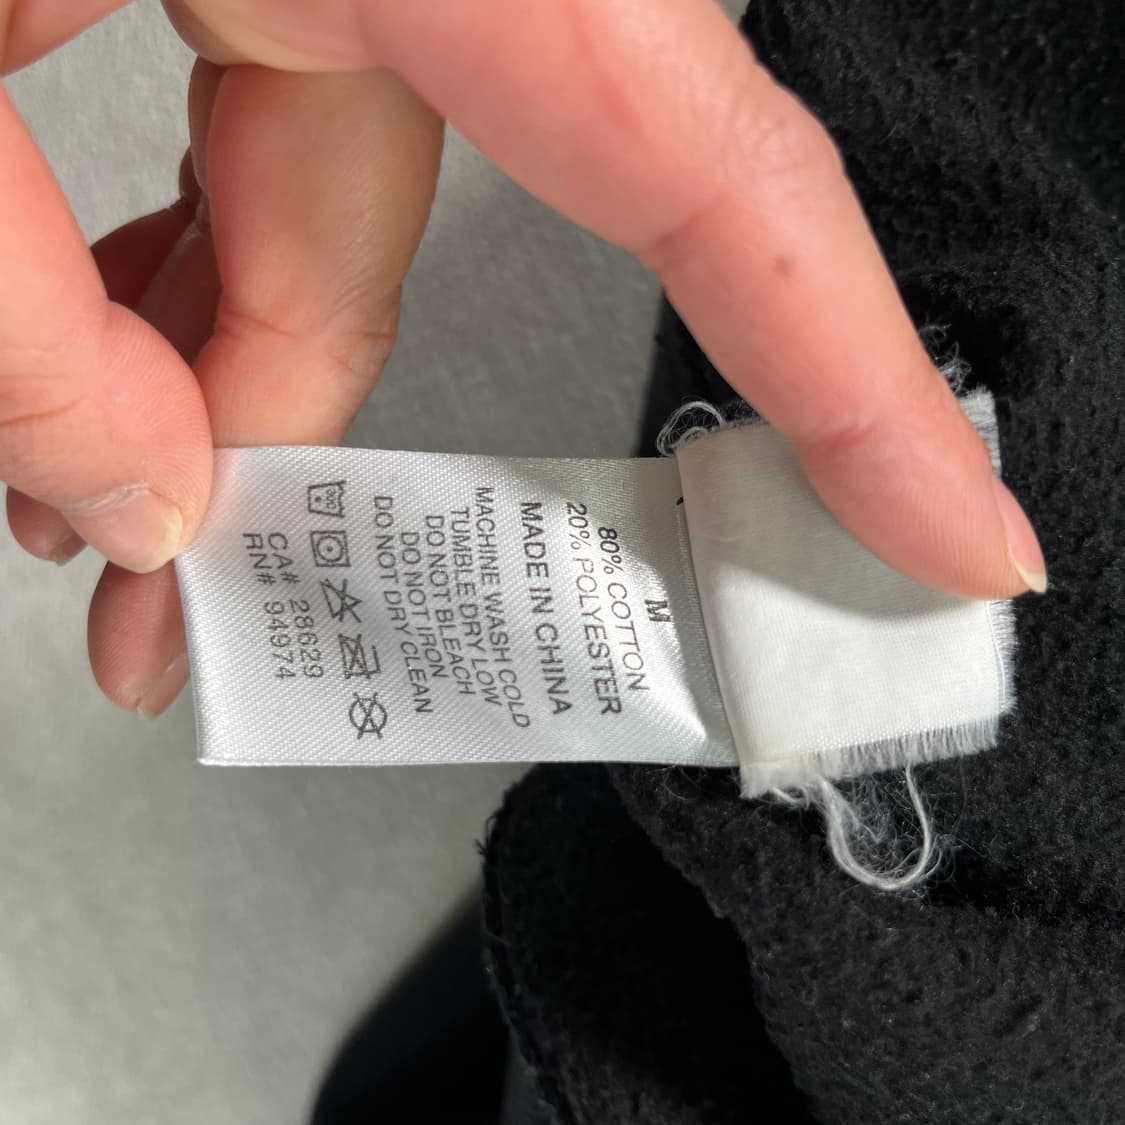 M
80% COTTON
20% POLYESTER
MADE IN CHINA
MACHINE WASH COLD
TUMBLE DRY LOW
DO NOT BLEACH
DO NOT IRON
DO NOT DRY CLEAN
CA# 28629
RN# 94974